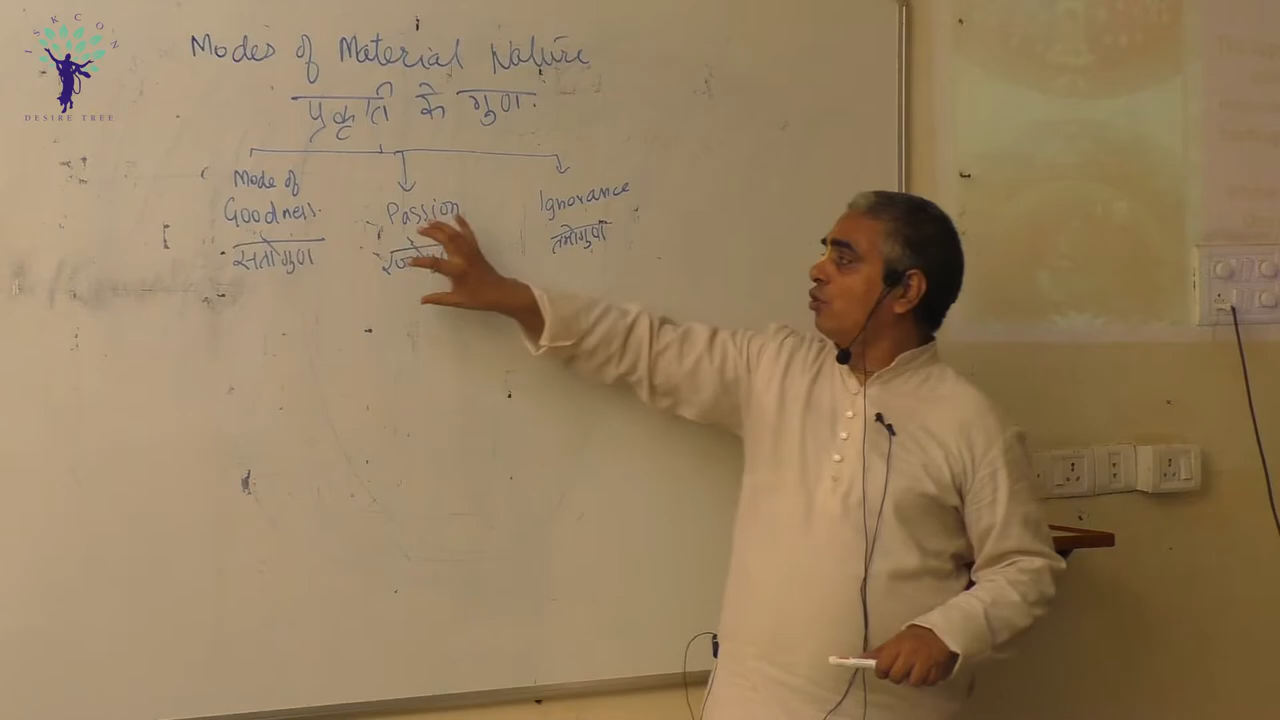 ISKCON
DESIRE TREE
Modes of Material Nature
प्रकृति के गुण
Mode of Goodness.
सतोगुण
Passion
Ignorance
तमोगुण